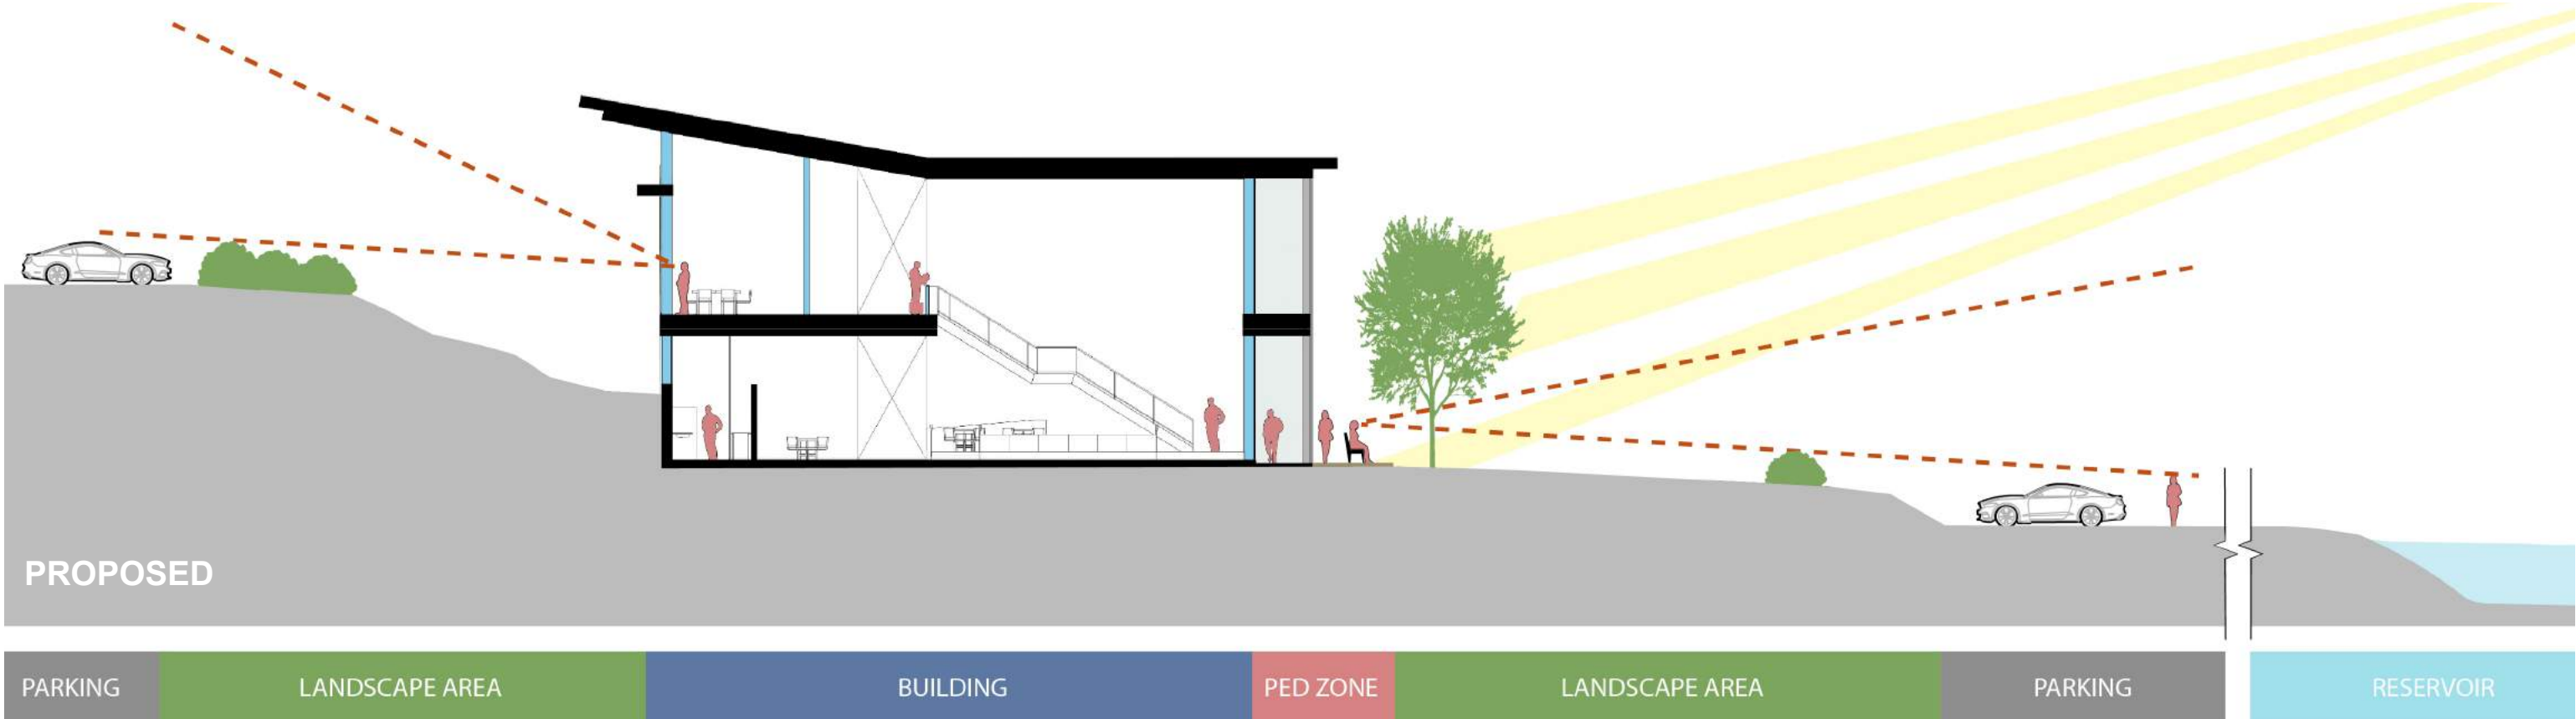 PROPOSED
PARKING
LANDSCAPE AREA
BUILDING
PED ZONE
LANDSCAPE AREA
PARKING
RESERVOIR